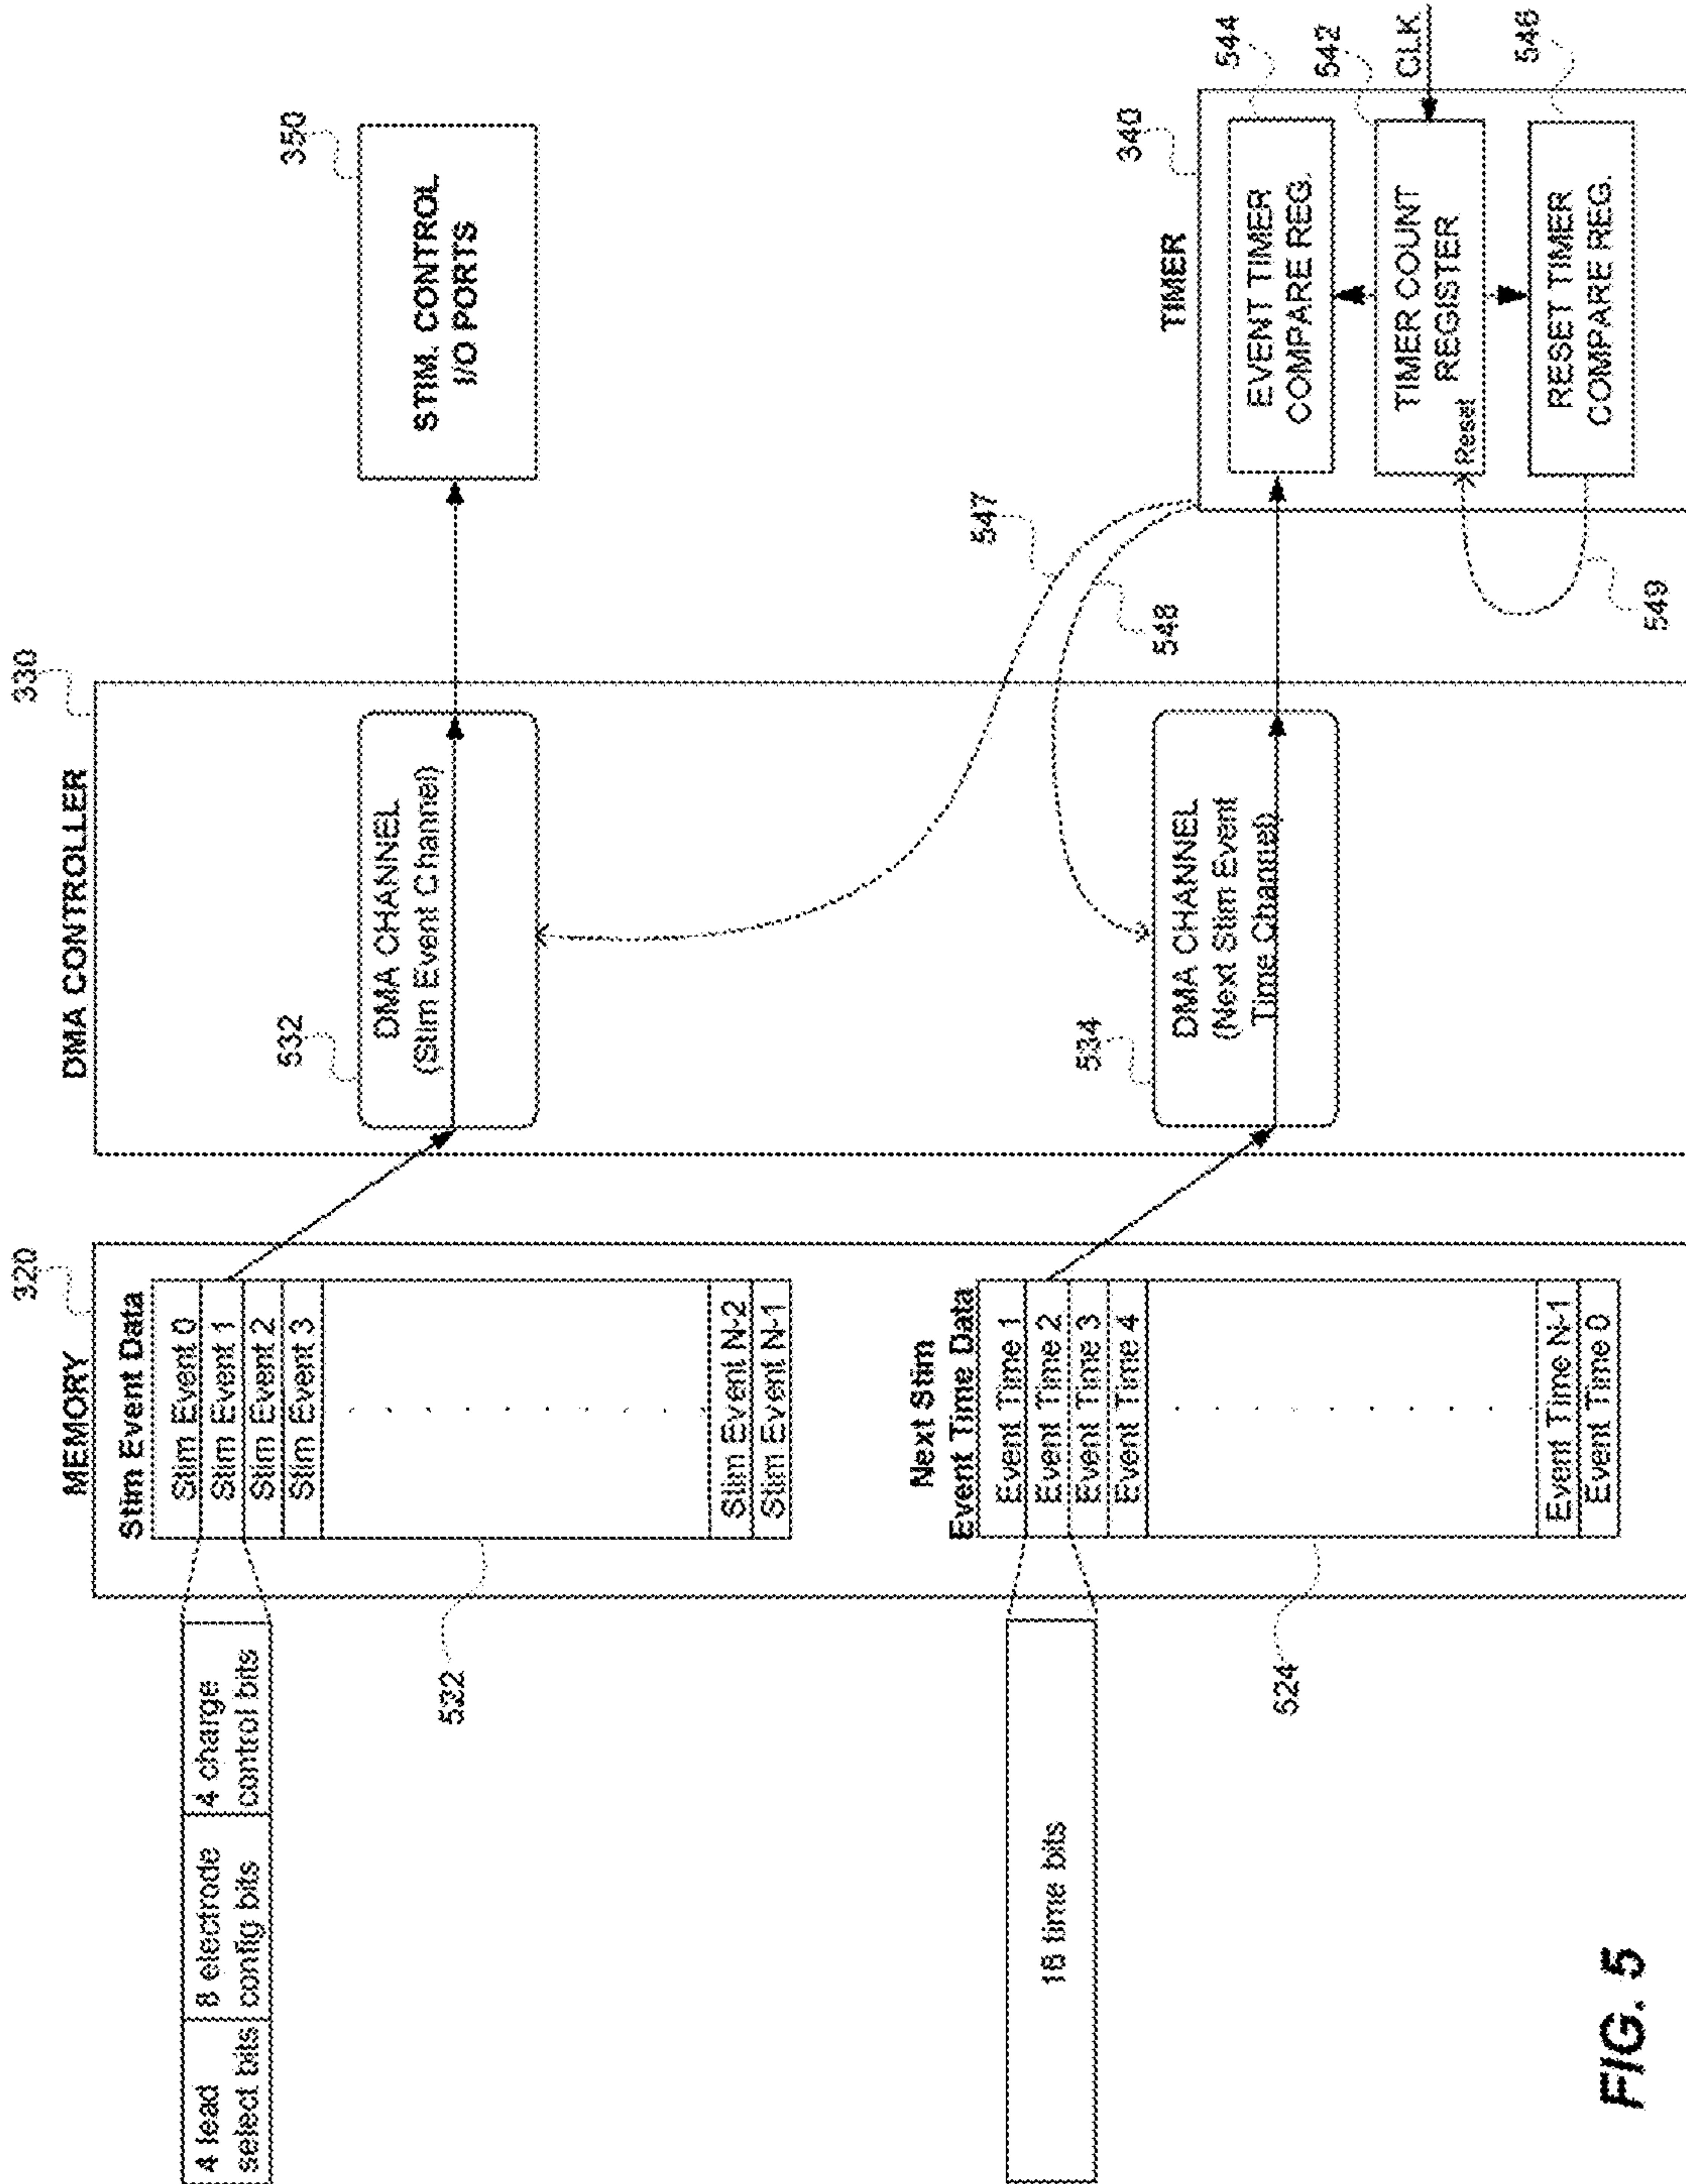 320
MEMORY
Stim Event Data
Stim Event 0
Stim Event 1
Stim Event 2
Stim Event 3
Stim Event N-2
Stim Event N-1
4 lead
select bits
8 electrode
config bits
4 charge
control bits
532
Next Stim
Event Time Data
Event Time 1
Event Time 2
Event Time 3
Event Time 4
Event Time N-1
Event Time 0
16 time bits
524
330
DMA CONTROLLER
532
DMA CHANNEL
(Stim Event Channel)
534
DMA CHANNEL
(Next Stim Event
Time Channel)
350
STIM. CONTROL
I/O PORTS
547
548
TIMER
340
EVENT TIMER
COMPARE REG.
544
TIMER COUNT
REGISTER
Reset
542
CLK
RESET TIMER
COMPARE REG.
546
549
FIG. 5